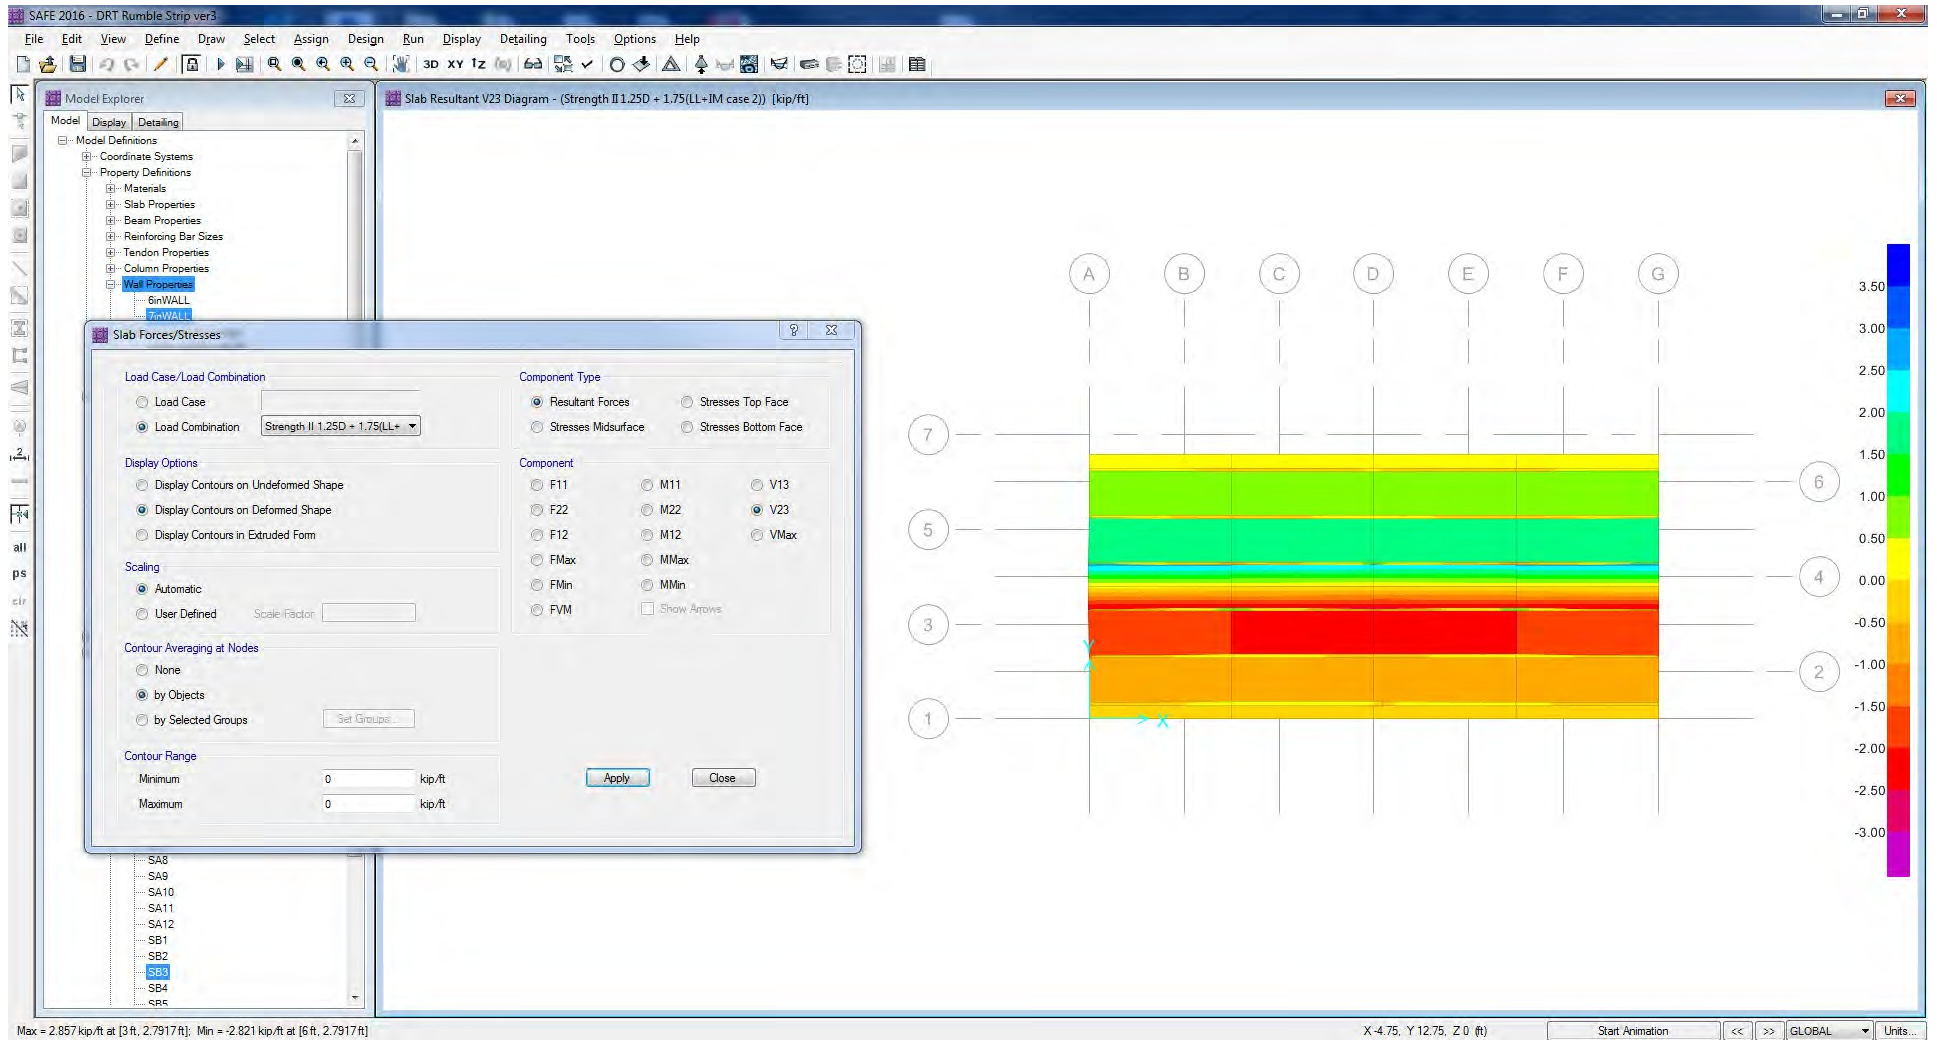 SAFE 2016 - DRT Rumble Strip ver3
File Edit View Define Draw Select Assign Design Run Display Detailing Tools Options Help
3D XY
Model Explorer
Model Display Detailing
Model Definitions
Coordinate Systems
Property Definitions
Materials
Slab Properties
Beam Properties
Reinforcing Bar Sizes
Tendon Properties
Column Properties
Wall Properties
6inWALL
7inWALL
all
ps
clr
Slab Forces/Stresses
Load Case/Load Combination
Load Case
Load Combination Strength II 1.25D + 1.75(LL+
Display Options
Display Contours on Undeformed Shape
Display Contours on Deformed Shape
Display Contours in Extruded Form
Scaling
Automatic
User Defined Scale Factor
Contour Averaging at Nodes
None
by Objects
by Selected Groups Set Groups...
Contour Range
Minimum 0 kip/ft
Maximum 0 kip/ft
Component Type
Resultant Forces Stresses Top Face
Stresses Midsurface Stresses Bottom Face
Component
F11 M11 V13
F22 M22 V23
F12 M12 VMax
FMax MMax
FMin MMin
FVM Show Arrows
Apply Close
SA8
SA9
SA10
SA11
SA12
SB1
SB2
SB3
SB4
SB5
Slab Resultant V23 Diagram - (Strength II 1.25D + 1.75(LL+IM case 2)) [kip/ft]
A B C D E F G
7
6
5
4
3
2
1
Y
X
3.50
3.00
2.50
2.00
1.50
1.00
0.50
0.00
-0.50
-1.00
-1.50
-2.00
-2.50
-3.00
Max = 2.857 kip/ft at [3 ft, 2.7917 ft]; Min = -2.821 kip/ft at [6 ft, 2.7917 ft]
X -4.75, Y 12.75, Z 0 (ft) Start Animation << >> GLOBAL Units...